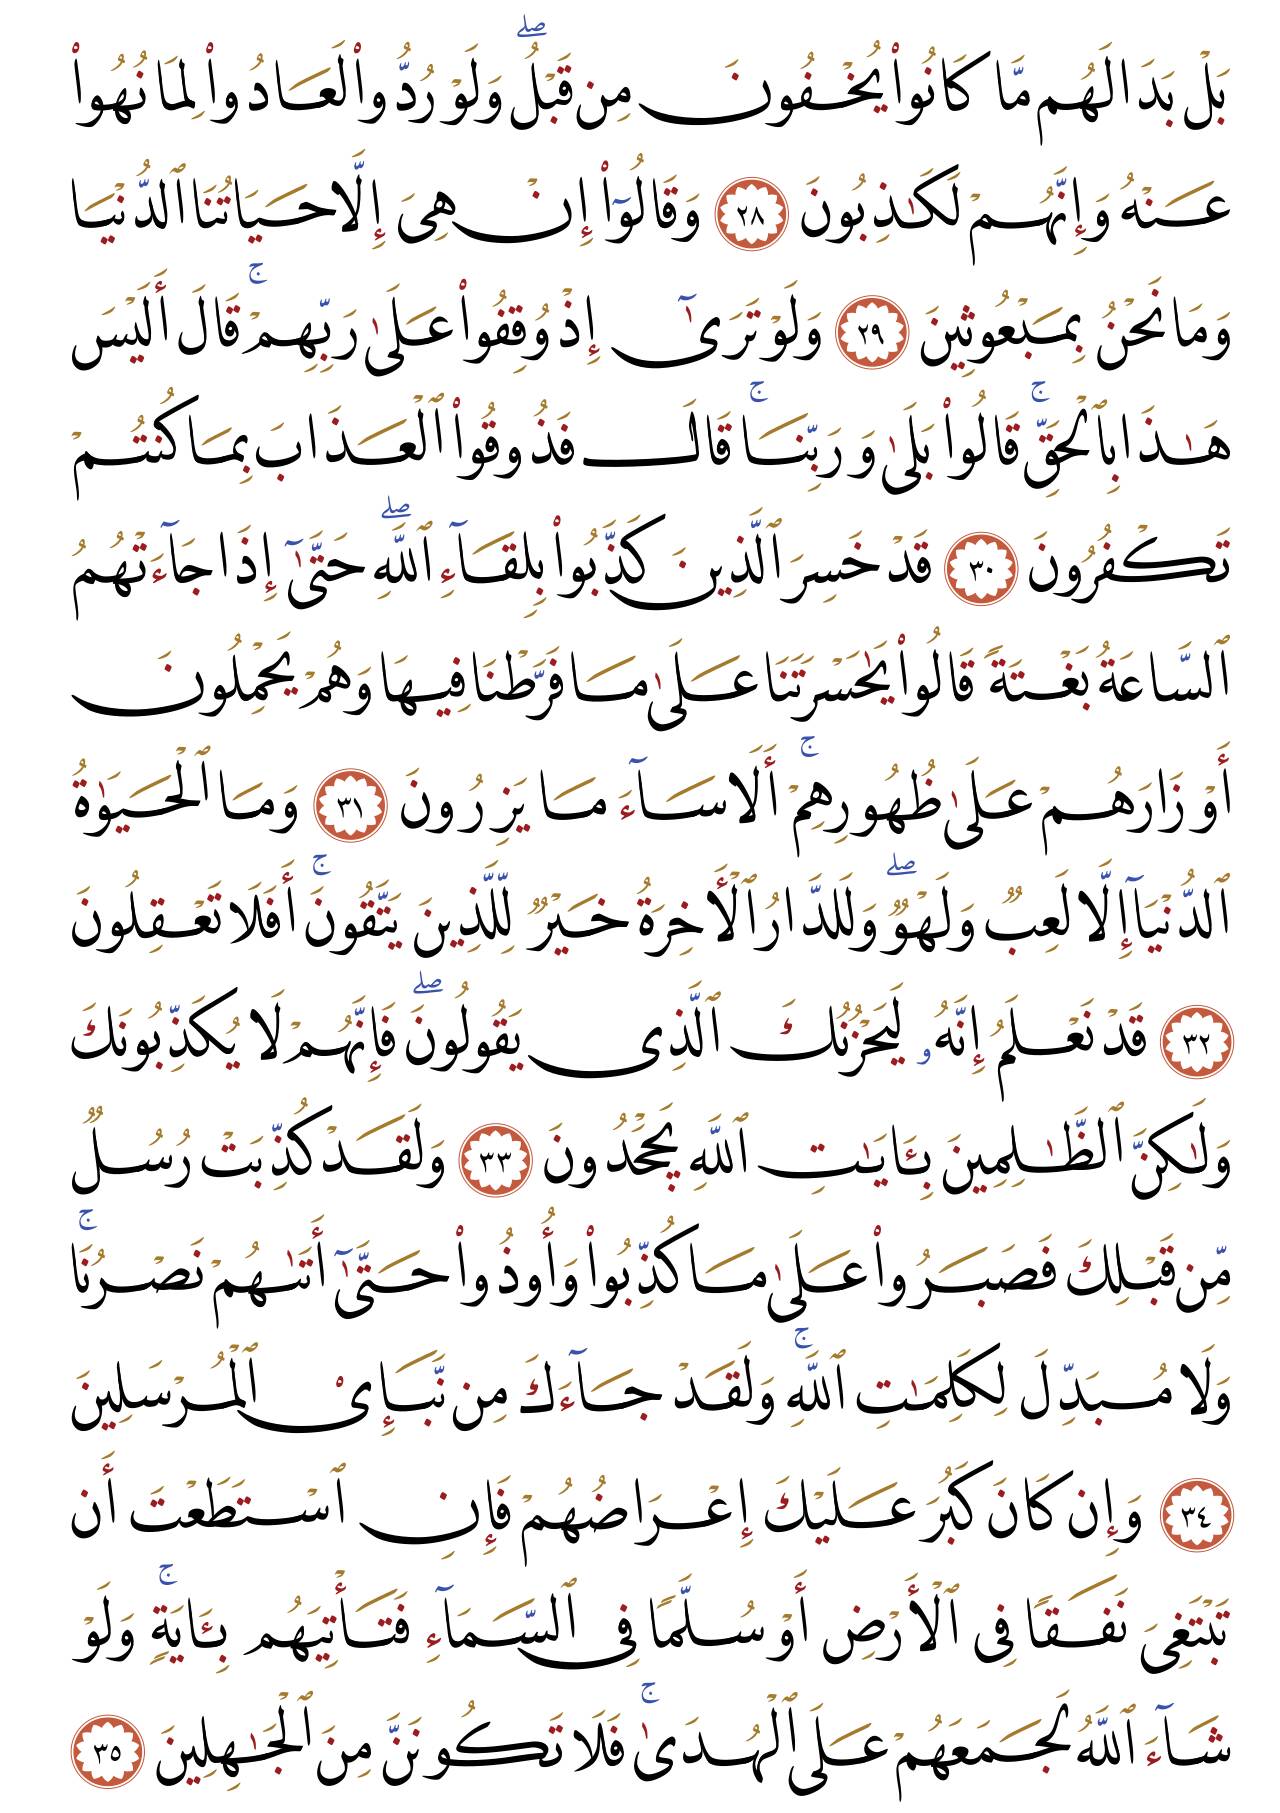 بَلْ بَدَا لَهُم مَّا كَانُوا۟ يُخْفُونَ مِن قَبْلُ ۖ وَلَوْ رُدُّوا۟ لَعَادُوا۟ لِمَا نُهُوا۟
عَنْهُ وَإِنَّهُمْ لَكَـٰذِبُونَ ٢٨ وَقَالُوٓا۟ إِنْ هِىَ إِلَّا حَيَاتُنَا ٱلدُّنْيَا
وَمَا نَحْنُ بِمَبْعُوثِينَ ٢٩ وَلَوْ تَرَىٰٓ إِذْ وُقِفُوا۟ عَلَىٰ رَبِّهِمْ ۚ قَالَ أَلَيْسَ
هَـٰذَا بِٱلْحَقِّ ۚ قَالُوا۟ بَلَىٰ وَرَبِّنَا ۚ قَالَ فَذُوقُوا۟ ٱلْعَذَابَ بِمَا كُنتُمْ
تَكْفُرُونَ ٣٠ قَدْ خَسِرَ ٱلَّذِينَ كَذَّبُوا۟ بِلِقَآءِ ٱللَّهِ ۖ حَتَّىٰٓ إِذَا جَآءَتْهُمُ
ٱلسَّاعَةُ بَغْتَةً قَالُوا۟ يَـٰحَسْرَتَنَا عَلَىٰ مَا فَرَّطْنَا فِيهَا وَهُمْ يَحْمِلُونَ
أَوْزَارَهُمْ عَلَىٰ ظُهُورِهِمْ ۚ أَلَا سَآءَ مَا يَزِرُونَ ٣١ وَمَا ٱلْحَيَوٰةُ
ٱلدُّنْيَآ إِلَّا لَعِبٌ وَلَهْوٌ ۖ وَلَلدَّارُ ٱلْأَخِرَةُ خَيْرٌ لِّلَّذِينَ يَتَّقُونَ ۚ أَفَلَا تَعْقِلُونَ
٣٢ قَدْ نَعْلَمُ إِنَّهُۥ لَيَحْزُنُكَ ٱلَّذِى يَقُولُونَ ۖ فَإِنَّهُمْ لَا يُكَذِّبُونَكَ
وَلَـٰكِنَّ ٱلظَّـٰلِمِينَ بِـَٔايَـٰتِ ٱللَّهِ يَجْحَدُونَ ٣٣ وَلَقَدْ كُذِّبَتْ رُسُلٌ
مِّن قَبْلِكَ فَصَبَرُوا۟ عَلَىٰ مَا كُذِّبُوا۟ وَأُوذُوا۟ حَتَّىٰٓ أَتَىٰهُمْ نَصْرُنَا ۚ
وَلَا مُبَدِّلَ لِكَلِمَـٰتِ ٱللَّهِ ۚ وَلَقَدْ جَآءَكَ مِن نَّبَإِى۟ ٱلْمُرْسَلِينَ
٣٤ وَإِن كَانَ كَبُرَ عَلَيْكَ إِعْرَاضُهُمْ فَإِنِ ٱسْتَطَعْتَ أَن
تَبْتَغِىَ نَفَقًا فِى ٱلْأَرْضِ أَوْ سُلَّمًا فِى ٱلسَّمَآءِ فَتَأْتِيَهُم بِـَٔايَةٍ ۚ وَلَوْ
شَآءَ ٱللَّهُ لَجَمَعَهُمْ عَلَى ٱلْهُدَىٰ ۚ فَلَا تَكُونَنَّ مِنَ ٱلْجَـٰهِلِينَ ٣٥